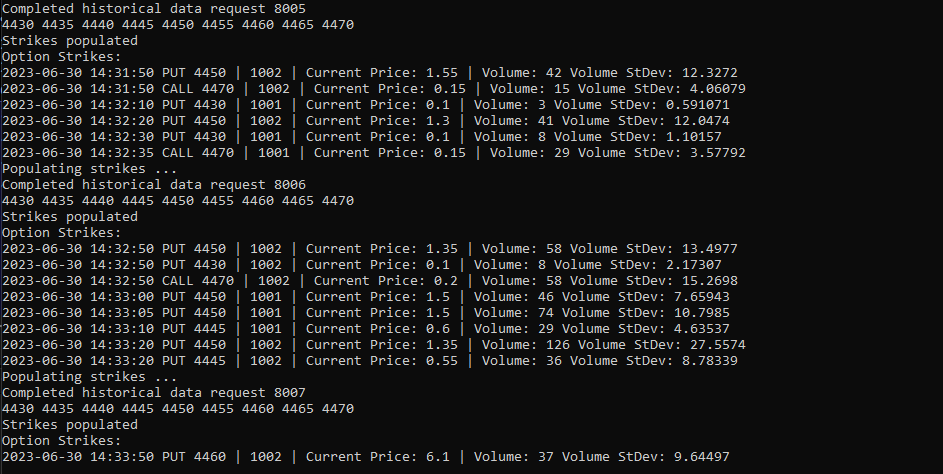 Completed historical data request 8005
4430 4435 4440 4445 4450 4455 4460 4465 4470
Strikes populated
Option Strikes:
2023-06-30 14:31:50 PUT 4450 | 1002 | Current Price: 1.55 | Volume: 42 Volume StDev: 12.3272
2023-06-30 14:31:50 CALL 4470 | 1002 | Current Price: 0.15 | Volume: 15 Volume StDev: 4.06079
2023-06-30 14:32:10 PUT 4430 | 1001 | Current Price: 0.1 | Volume: 3 Volume StDev: 0.591071
2023-06-30 14:32:20 PUT 4450 | 1002 | Current Price: 1.3 | Volume: 41 Volume StDev: 12.0474
2023-06-30 14:32:30 PUT 4430 | 1001 | Current Price: 0.1 | Volume: 8 Volume StDev: 1.10157
2023-06-30 14:32:35 CALL 4470 | 1001 | Current Price: 0.15 | Volume: 29 Volume StDev: 3.57792
Populating strikes ...
Completed historical data request 8006
4430 4435 4440 4445 4450 4455 4460 4465 4470
Strikes populated
Option Strikes:
2023-06-30 14:32:50 PUT 4450 | 1002 | Current Price: 1.35 | Volume: 58 Volume StDev: 13.4977
2023-06-30 14:32:50 PUT 4430 | 1002 | Current Price: 0.1 | Volume: 8 Volume StDev: 2.17307
2023-06-30 14:32:50 CALL 4470 | 1002 | Current Price: 0.2 | Volume: 58 Volume StDev: 15.2698
2023-06-30 14:33:00 PUT 4450 | 1001 | Current Price: 1.5 | Volume: 46 Volume StDev: 7.65943
2023-06-30 14:33:05 PUT 4450 | 1001 | Current Price: 1.5 | Volume: 74 Volume StDev: 10.7985
2023-06-30 14:33:10 PUT 4445 | 1001 | Current Price: 0.6 | Volume: 29 Volume StDev: 4.63537
2023-06-30 14:33:20 PUT 4450 | 1002 | Current Price: 1.35 | Volume: 126 Volume StDev: 27.5574
2023-06-30 14:33:20 PUT 4445 | 1002 | Current Price: 0.55 | Volume: 36 Volume StDev: 8.78339
Populating strikes ...
Completed historical data request 8007
4430 4435 4440 4445 4450 4455 4460 4465 4470
Strikes populated
Option Strikes:
2023-06-30 14:33:50 PUT 4460 | 1002 | Current Price: 6.1 | Volume: 37 Volume StDev: 9.64497